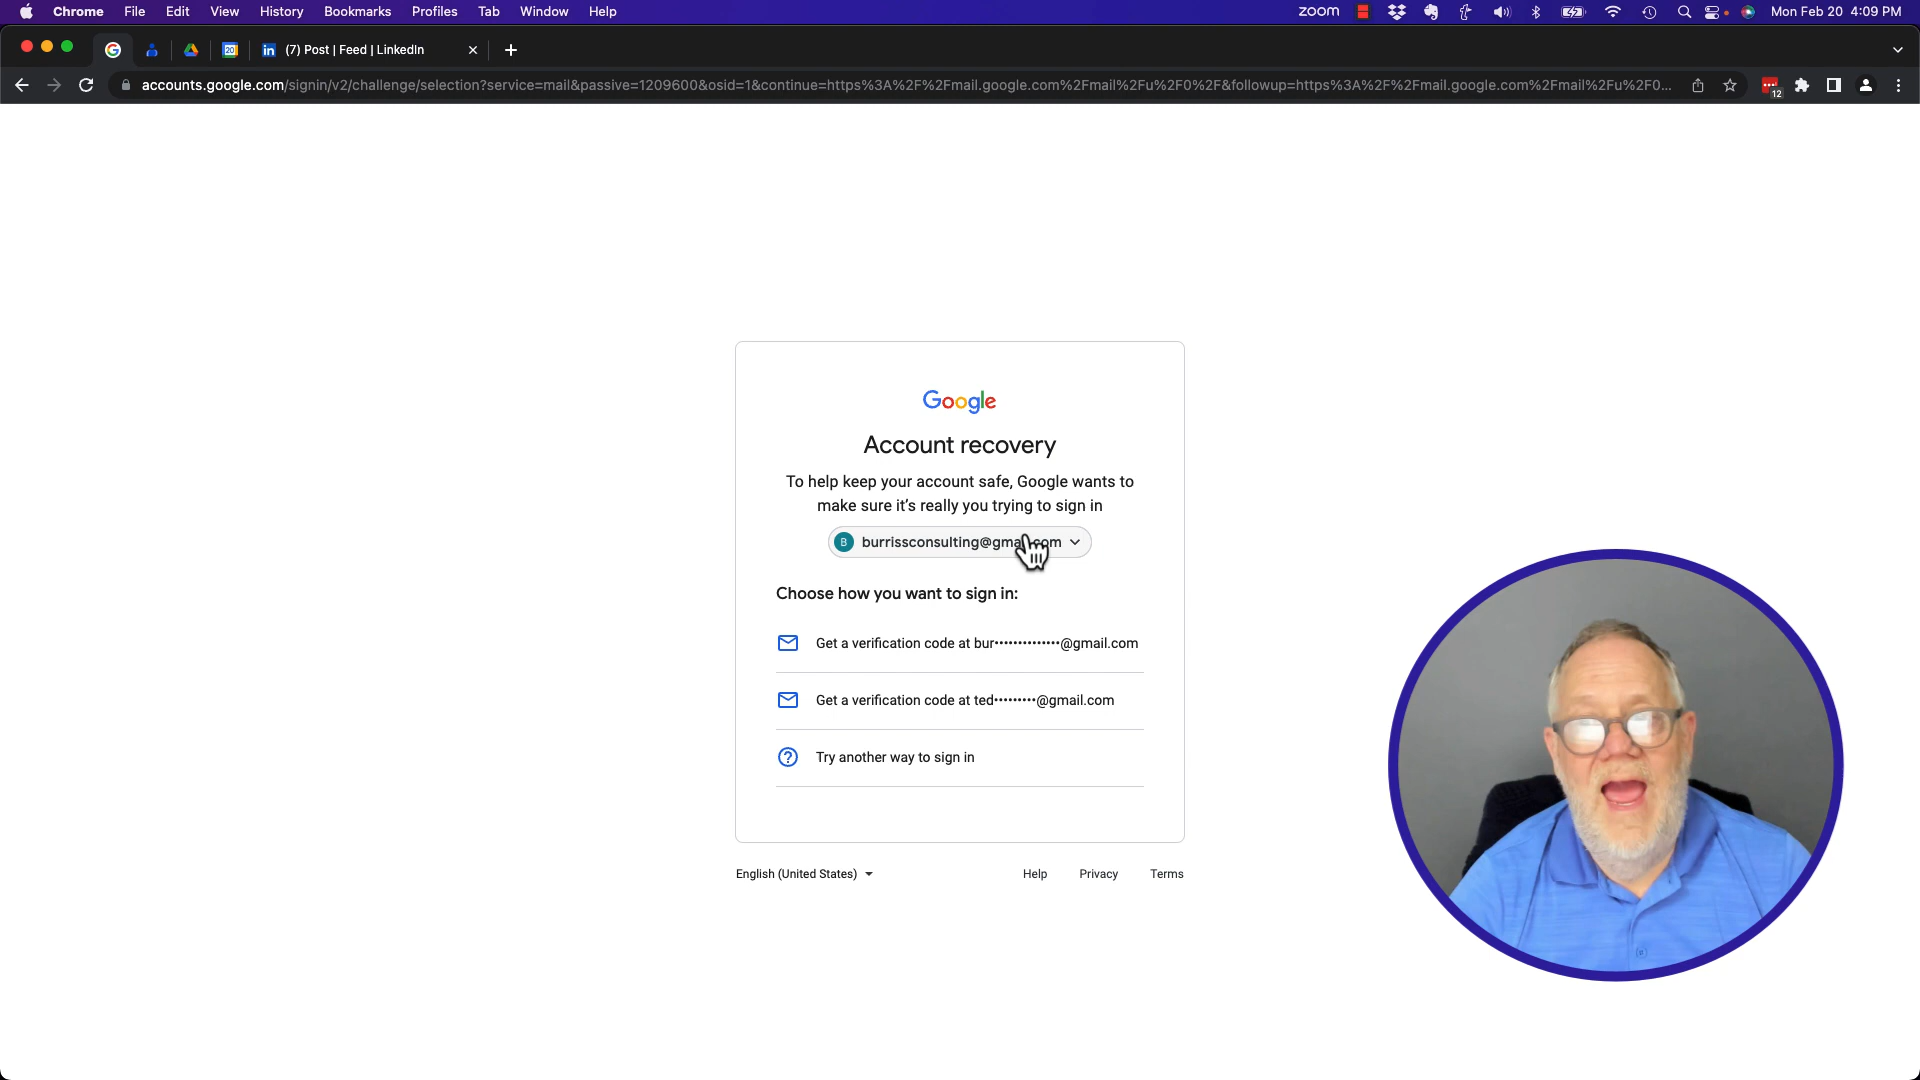 Chrome File Edit View History Bookmarks Profiles Tab Window Help zoom Mon Feb 20 4:09 PM
20 in (7) Post | Feed | LinkedIn
accounts.google.com/signin/v2/challenge/selection?service=mail&passive=1209600&osid=1&continue=https%3A%2F%2Fmail.google.com%2Fmail%2Fu%2F0%2F&followup=https%3A%2F%2Fmail.google.com%2Fmail%2Fu%2F0... 12
Google
Account recovery
To help keep your account safe, Google wants to
make sure it's really you trying to sign in
B burrissconsulting@gmail.com
Choose how you want to sign in:
Get a verification code at bur••••••••••••••@gmail.com
Get a verification code at ted•••••••••@gmail.com
Try another way to sign in
English (United States) Help Privacy Terms